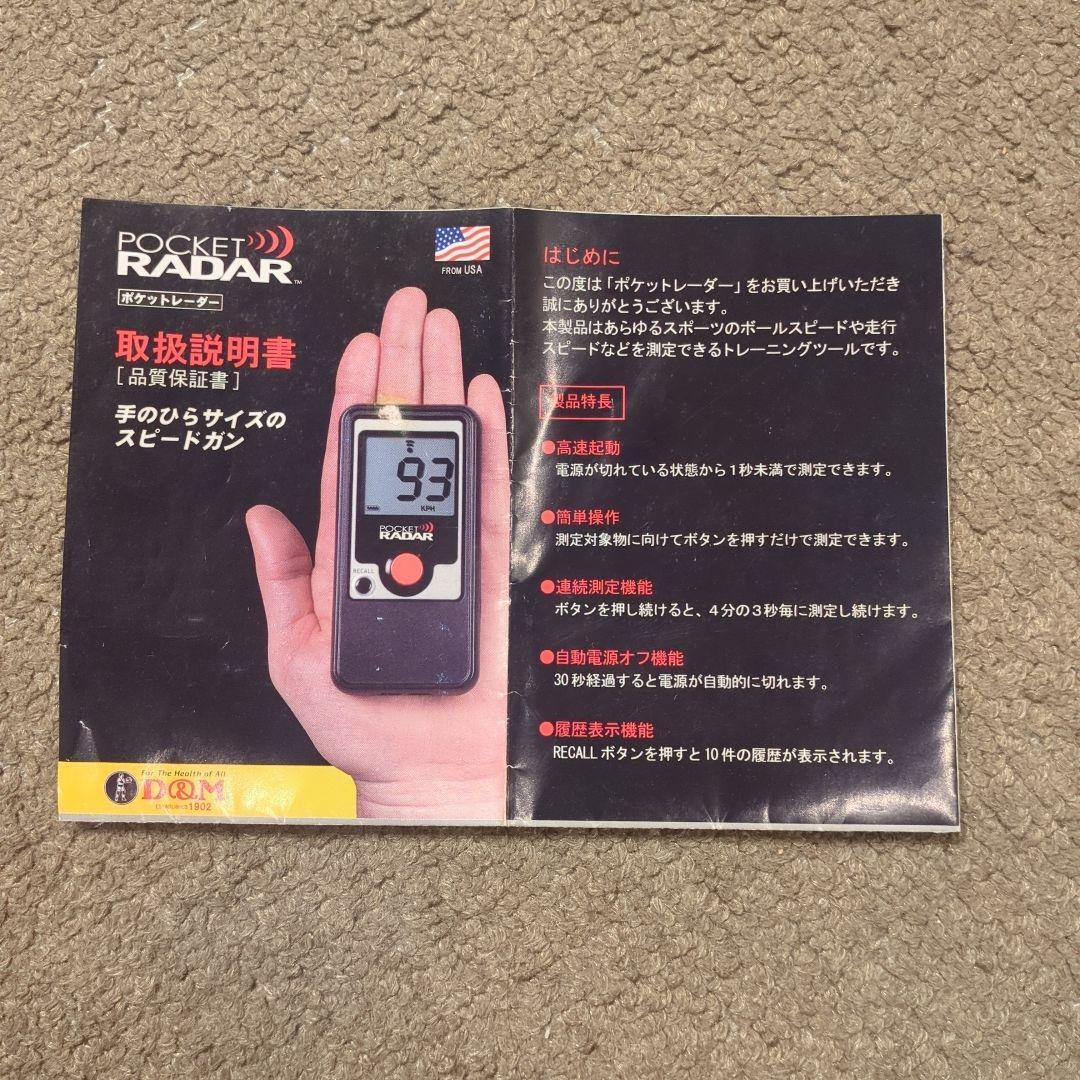 POCKET
RADAR™
ポケットレーダー
取扱説明書
[品質保証書]
手のひらサイズの
スピードガン
FROM USA
93
KPH
POCKET
RADAR
RECALL
For The Health of All
D&M
ESTABLISHED 1902
はじめに
この度は「ポケットレーダー」をお買い上げいただき
誠にありがとうございます。
本製品はあらゆるスポーツのボールスピードや走行
スピードなどを測定できるトレーニングツールです。
製品特長
●高速起動
電源が切れている状態から1秒未満で測定できます。
●簡単操作
測定対象物に向けてボタンを押すだけで測定できます。
●連続測定機能
ボタンを押し続けると、4分の3秒毎に測定し続けます。
●自動電源オフ機能
30秒経過すると電源が自動的に切れます。
●履歴表示機能
RECALLボタンを押すと10件の履歴が表示されます。